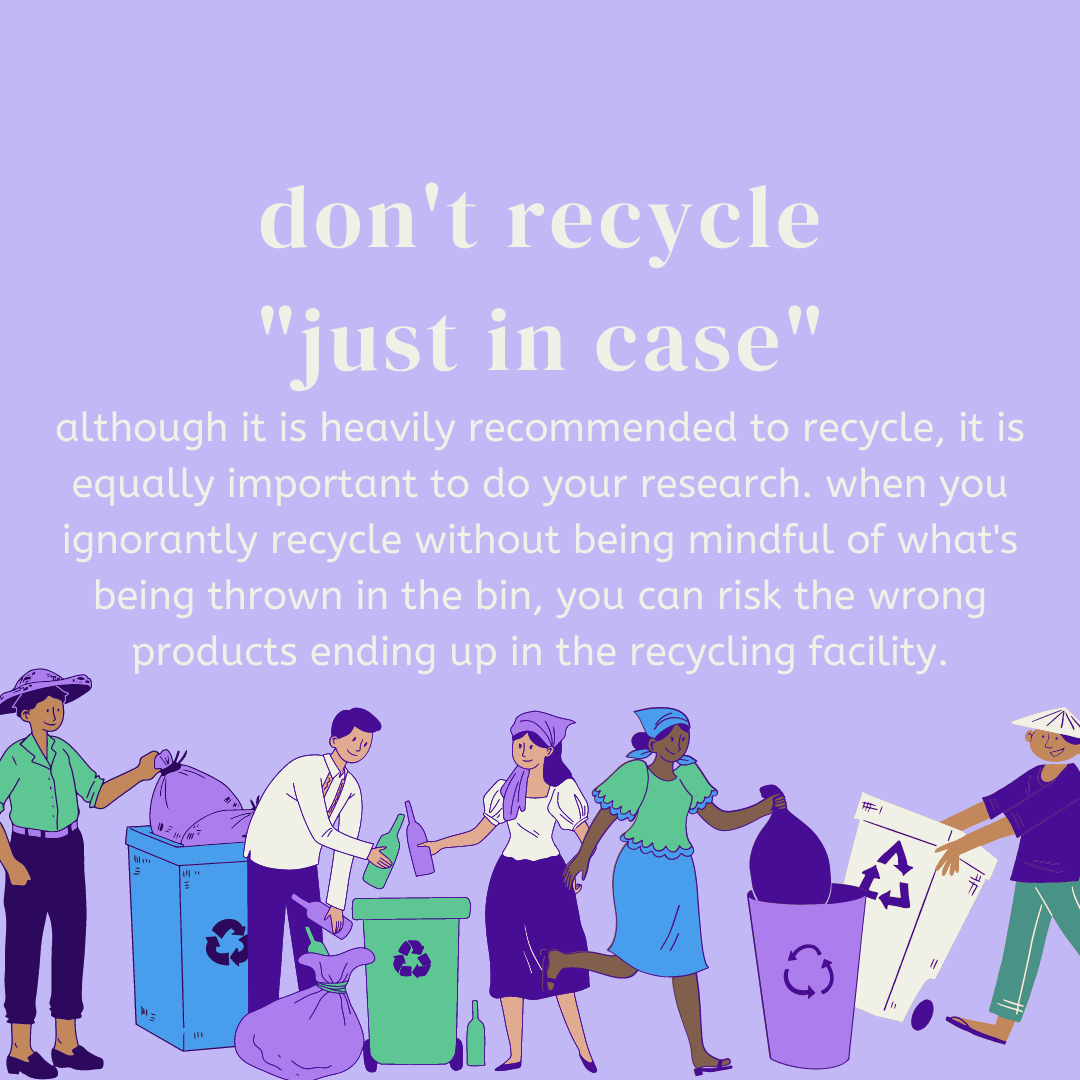 don't recycle
"just in case"
although it is heavily recommended to recycle, it is
equally important to do your research. when you
ignorantly recycle without being mindful of what's
being thrown in the bin, you can risk the wrong
products ending up in the recycling facility.